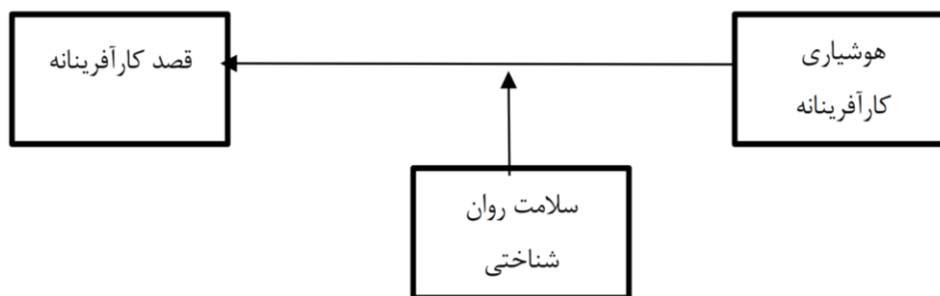 هوشیاری
کارآفرینانه
قصد کارآفرینانه
سلامت روان
شناختی